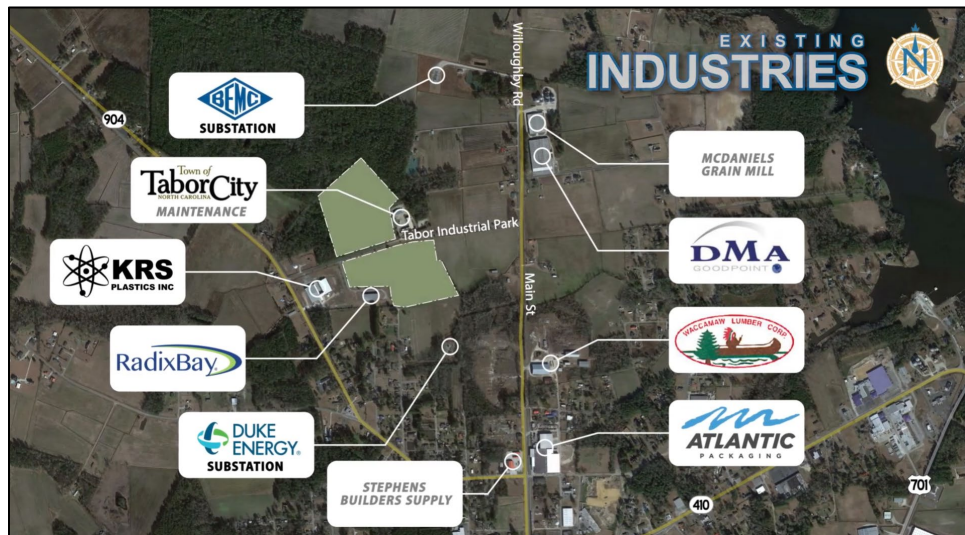 EXISTING
INDUSTRIES
N
Willoughby Rd
904
BEMC
SUBSTATION
MCDANIELS
GRAIN MILL
Town of
TaborCity
NORTH CAROLINA
MAINTENANCE
Tabor Industrial Park
DMA
GOODPOINT
KRS
PLASTICS INC
Main St
WACCAMAW LUMBER CORP.
RadixBay
DUKE
ENERGY®
SUBSTATION
ATLANTIC
PACKAGING
STEPHENS
BUILDERS SUPPLY
410
701